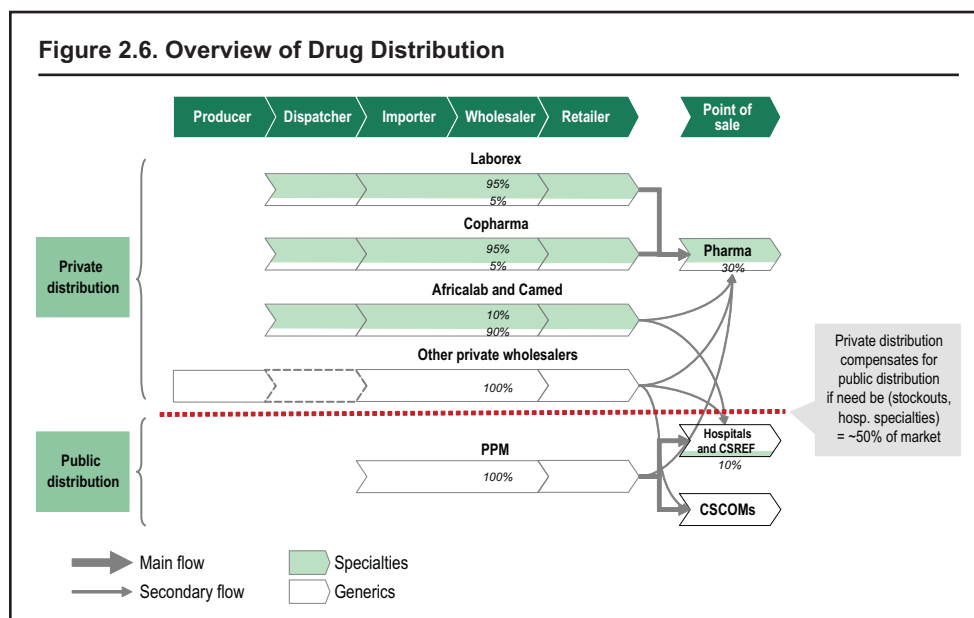 Figure 2.6. Overview of Drug Distribution
Producer
Dispatcher
Importer
Wholesaler
Retailer
Point of
sale
Laborex
95%
5%
Copharma
95%
5%
Pharma
30%
Private
distribution
Africalab and Camed
10%
90%
Other private wholesalers
100%
Private distribution
compensates for
public distribution
if need be (stockouts,
hosp. specialties)
= ~50% of market
Public
distribution
PPM
100%
Hospitals
and CSREF
10%
CSCOMs
Main flow
Specialties
Secondary flow
Generics